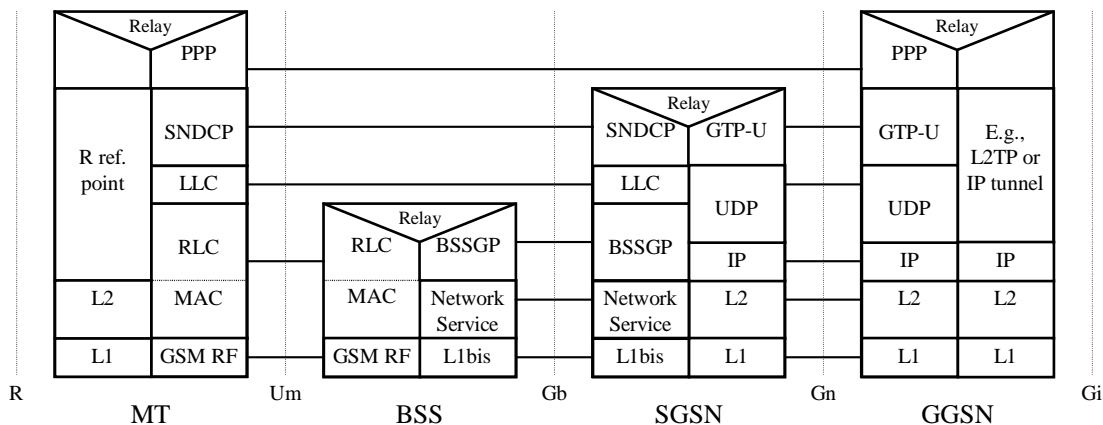 Relay
PPP
Relay
PPP
Relay
SNDCP
SNDCP
GTP-U
GTP-U
E.g.,
L2TP or
IP tunnel
R ref.
point
LLC
LLC
UDP
UDP
Relay
RLC
RLC
BSSGP
BSSGP
IP
IP
IP
L2
MAC
MAC
Network
Service
Network
Service
L2
L2
L2
L1
GSM RF
GSM RF
L1bis
L1bis
L1
L1
L1
R
Um
Gb
Gn
Gi
MT
BSS
SGSN
GGSN